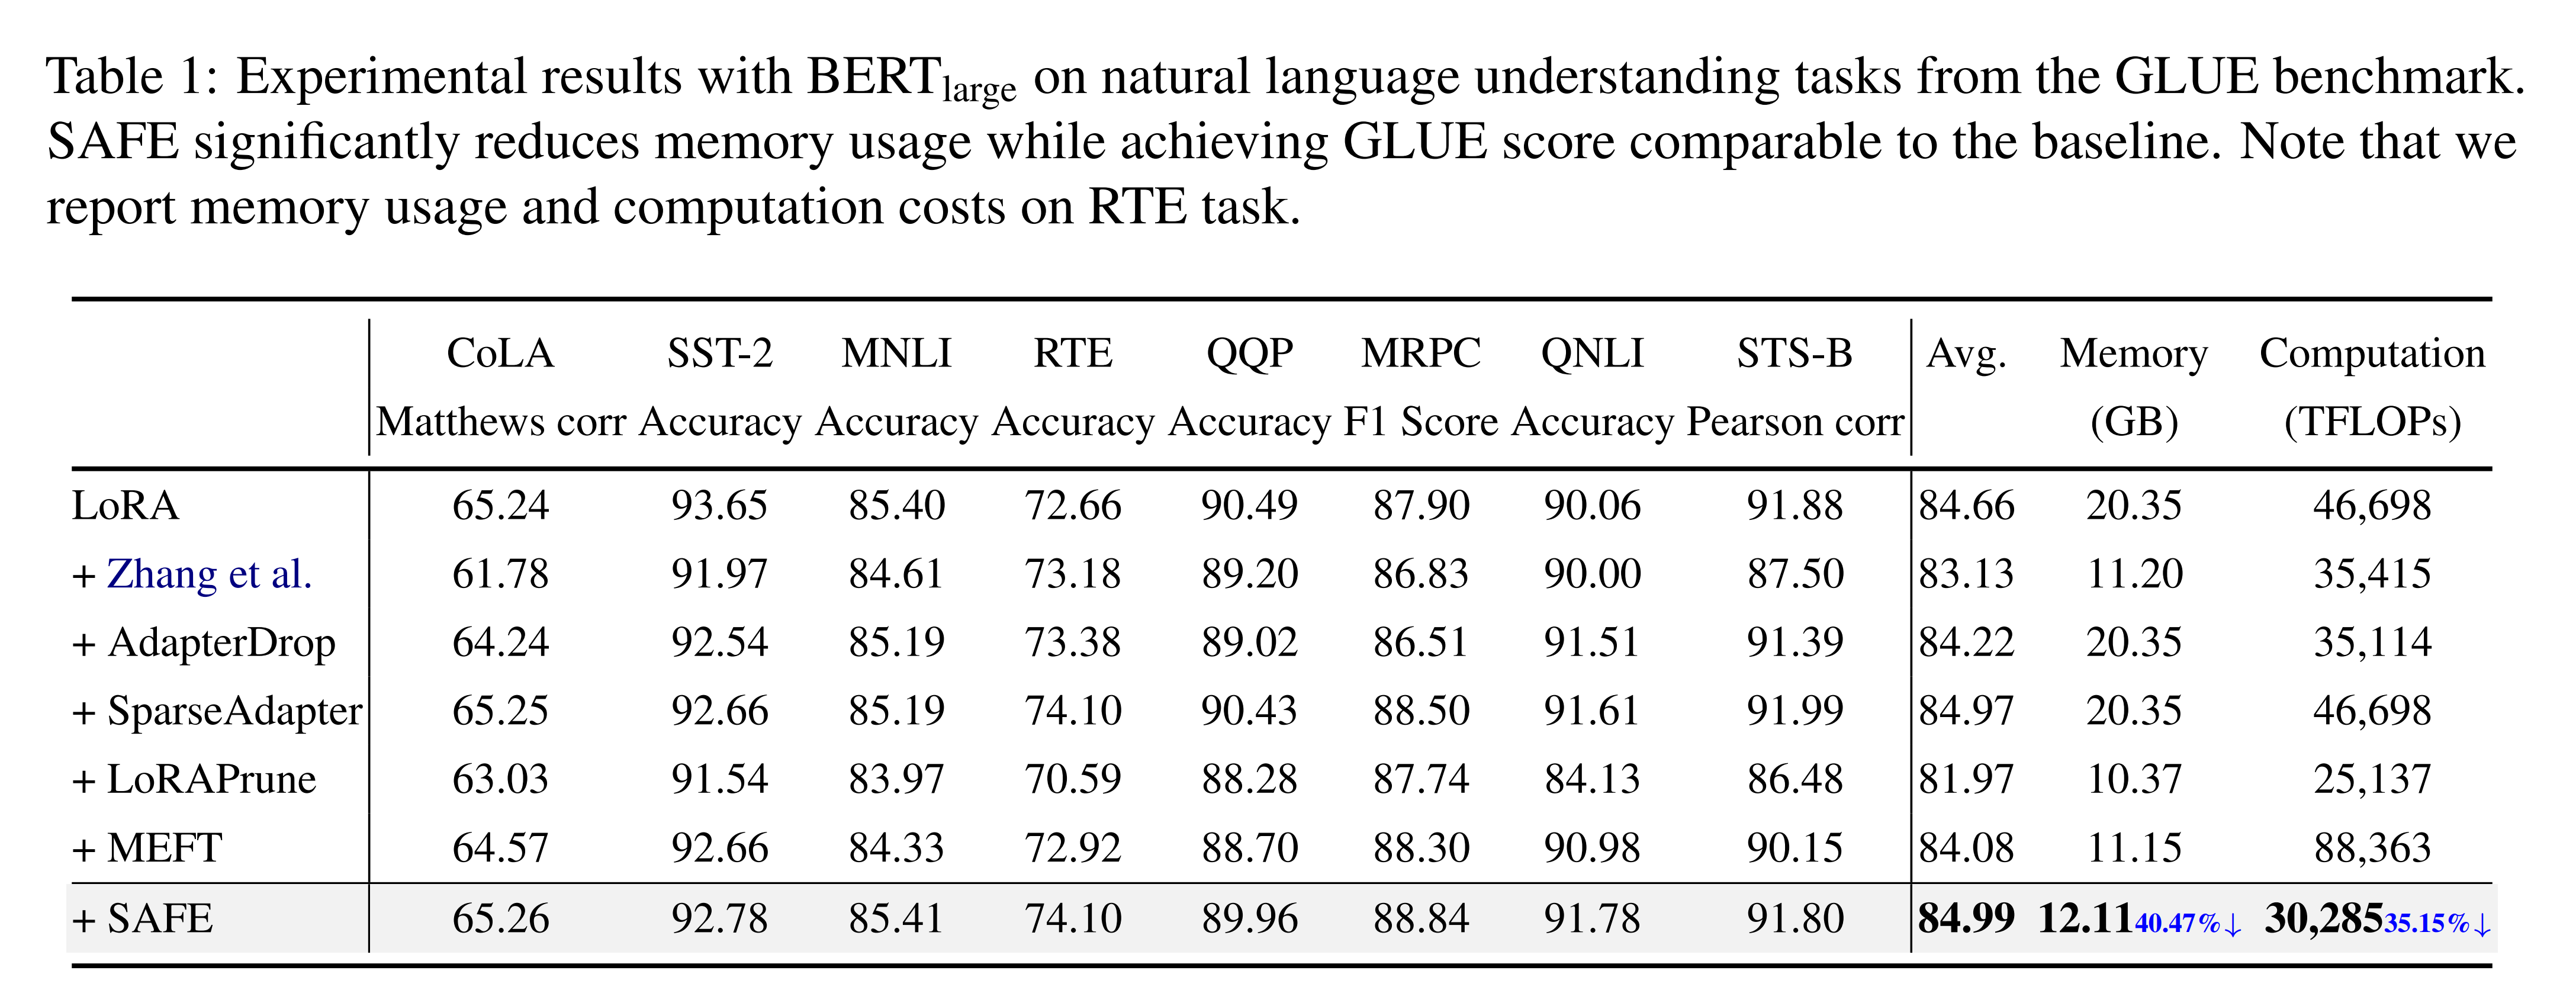 Table 1: Experimental results with BERTlarge on natural language understanding tasks from the GLUE benchmark.
SAFE significantly reduces memory usage while achieving GLUE score comparable to the baseline. Note that we
report memory usage and computation costs on RTE task.
CoLA SST-2 MNLI RTE QQP MRPC QNLI STS-B Avg. Memory Computation
Matthews corr Accuracy Accuracy Accuracy Accuracy F1 Score Accuracy Pearson corr (GB) (TFLOPs)
LoRA 65.24 93.65 85.40 72.66 90.49 87.90 90.06 91.88 84.66 20.35 46,698
+ Zhang et al. 61.78 91.97 84.61 73.18 89.20 86.83 90.00 87.50 83.13 11.20 35,415
+ AdapterDrop 64.24 92.54 85.19 73.38 89.02 86.51 91.51 91.39 84.22 20.35 35,114
+ SparseAdapter 65.25 92.66 85.19 74.10 90.43 88.50 91.61 91.99 84.97 20.35 46,698
+ LoRAPrune 63.03 91.54 83.97 70.59 88.28 87.74 84.13 86.48 81.97 10.37 25,137
+ MEFT 64.57 92.66 84.33 72.92 88.70 88.30 90.98 90.15 84.08 11.15 88,363
+ SAFE 65.26 92.78 85.41 74.10 89.96 88.84 91.78 91.80 84.99 12.11 40.47%↓ 30,285 35.15%↓